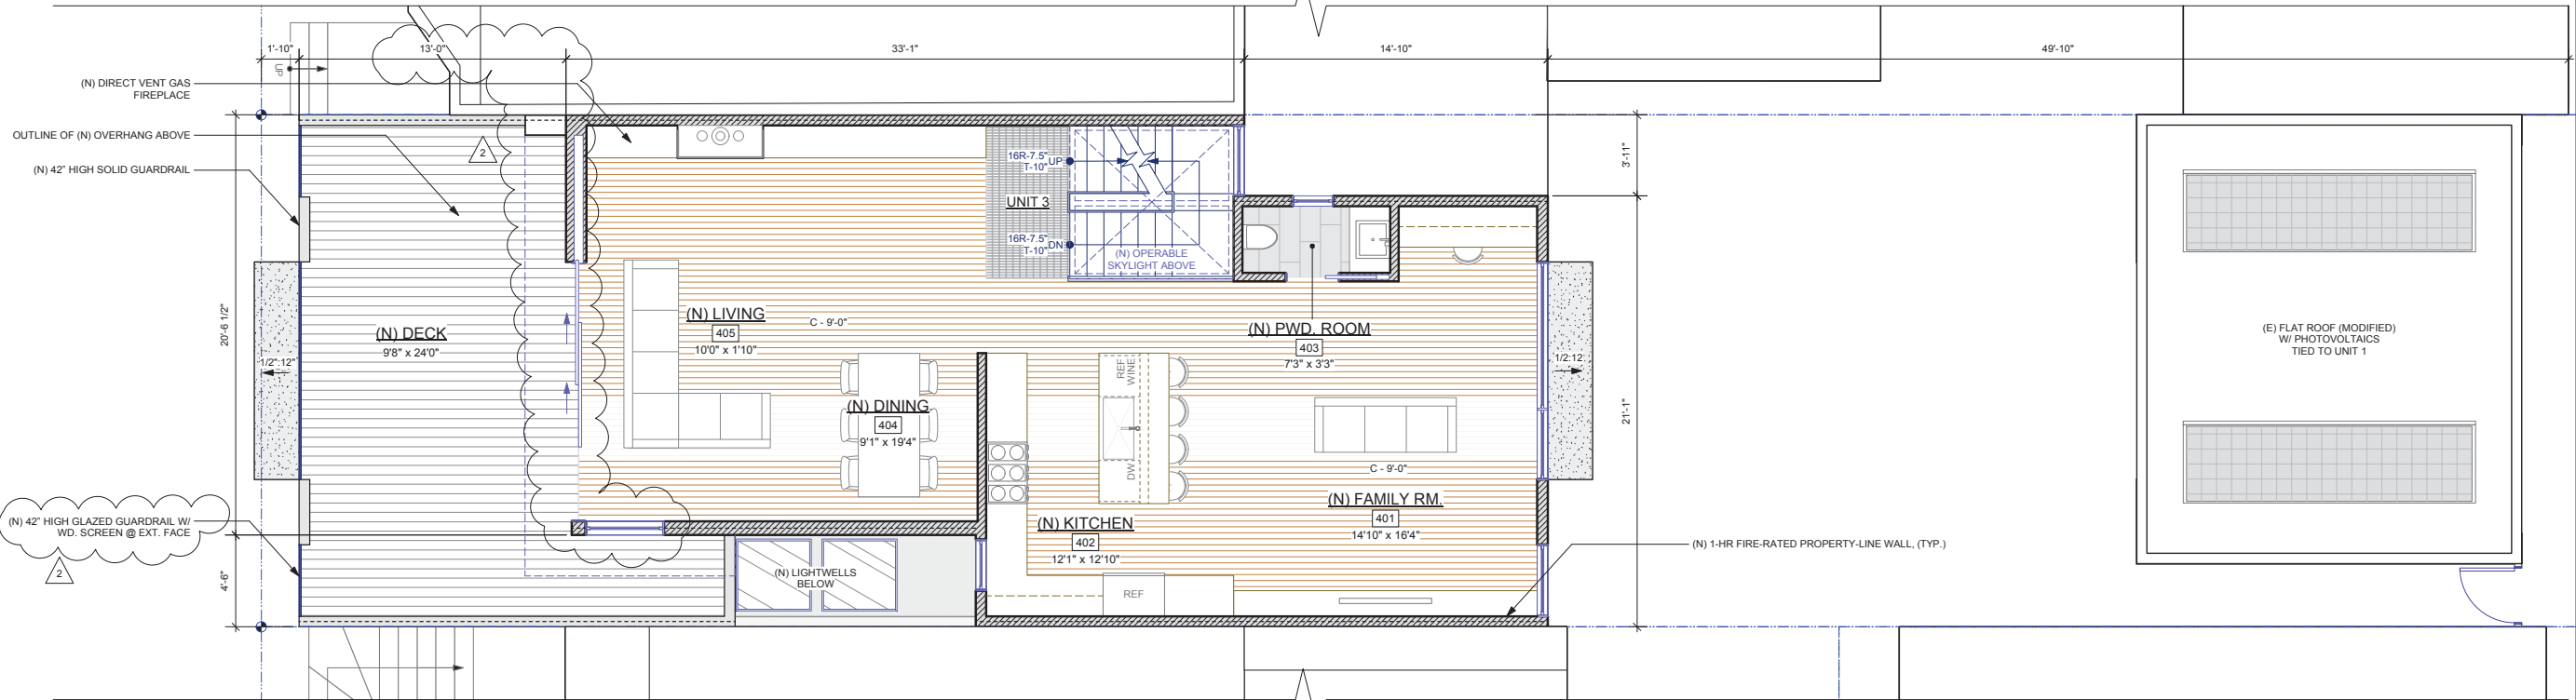 1'-10"
13'-0"
33'-1"
14'-10"
49'-10"
UP
(N) DIRECT VENT GAS
FIREPLACE
OUTLINE OF (N) OVERHANG ABOVE
2
(N) 42" HIGH SOLID GUARDRAIL
20'-6 1/2"
1/2":12"
(N) 42" HIGH GLAZED GUARDRAIL W/
WD. SCREEN @ EXT. FACE
2
4'-6"
(N) DECK
9'8" x 24'0"
(N) LIVING
405
10'0" x 1'10"
C - 9'-0"
(N) DINING
404
9'1" x 19'4"
16R-7.5"
T-10"
UP
UNIT 3
16R-7.5"
T-10"
DN
(N) OPERABLE
SKYLIGHT ABOVE
(N) PWD. ROOM
403
7'3" x 3'3"
REF
WINE
DW
C - 9'-0"
(N) FAMILY RM.
401
14'10" x 16'4"
(N) KITCHEN
402
12'1" x 12'10"
REF
(N) LIGHTWELLS
BELOW
1/2:12
3'-11"
21'-1"
(N) 1-HR FIRE-RATED PROPERTY-LINE WALL, (TYP.)
(E) FLAT ROOF (MODIFIED)
W/ PHOTOVOLTAICS
TIED TO UNIT 1